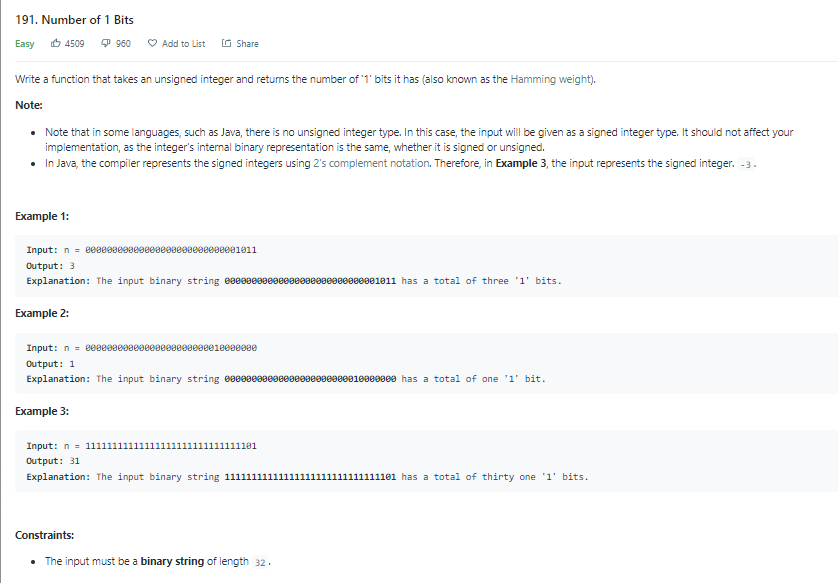 191. Number of 1 Bits
Easy 4509 960 Add to List Share
Write a function that takes an unsigned integer and returns the number of '1' bits it has (also known as the Hamming weight).
Note:
• Note that in some languages, such as Java, there is no unsigned integer type. In this case, the input will be given as a signed integer type. It should not affect your
implementation, as the integer's internal binary representation is the same, whether it is signed or unsigned.
• In Java, the compiler represents the signed integers using 2's complement notation. Therefore, in Example 3, the input represents the signed integer. -3.
Example 1:
Input: n = 00000000000000000000000000001011
Output: 3
Explanation: The input binary string 00000000000000000000000000001011 has a total of three '1' bits.
Example 2:
Input: n = 00000000000000000000000010000000
Output: 1
Explanation: The input binary string 00000000000000000000000010000000 has a total of one '1' bit.
Example 3:
Input: n = 11111111111111111111111111111101
Output: 31
Explanation: The input binary string 11111111111111111111111111111101 has a total of thirty one '1' bits.
Constraints:
• The input must be a binary string of length 32.